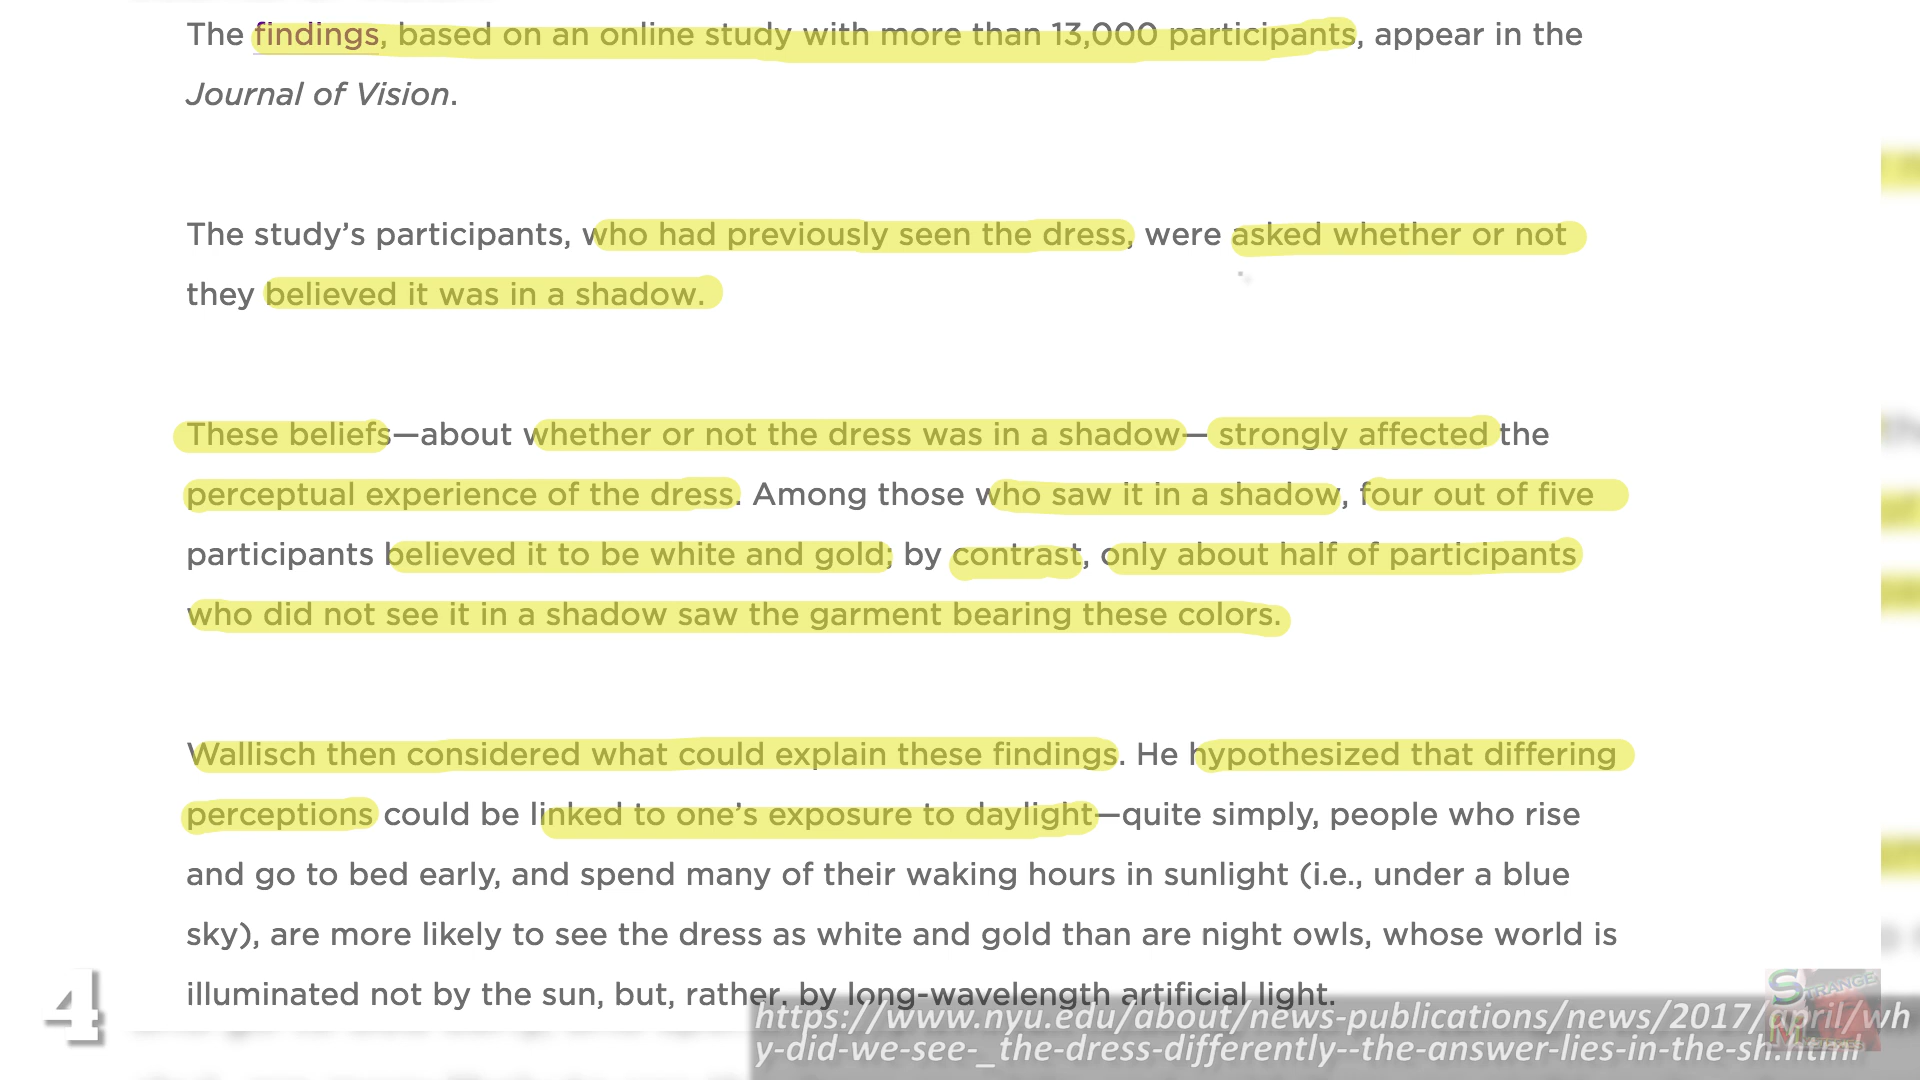 The findings, based on an online study with more than 13,000 participants, appear in the
Journal of Vision.
The study’s participants, who had previously seen the dress, were asked whether or not
they believed it was in a shadow.
These beliefs—about whether or not the dress was in a shadow— strongly affected the
perceptual experience of the dress. Among those who saw it in a shadow, four out of five
participants believed it to be white and gold; by contrast, only about half of participants
who did not see it in a shadow saw the garment bearing these colors.
Wallisch then considered what could explain these findings. He hypothesized that differing
perceptions could be linked to one’s exposure to daylight—quite simply, people who rise
and go to bed early, and spend many of their waking hours in sunlight (i.e., under a blue
sky), are more likely to see the dress as white and gold than are night owls, whose world is
illuminated not by the sun, but, rather, by long-wavelength artificial light.
4
STRANGE
MYSTERIES
https://www.nyu.edu/about/news-publications/news/2017/april/wh
y-did-we-see-_the-dress-differently--the-answer-lies-in-the-sh.html